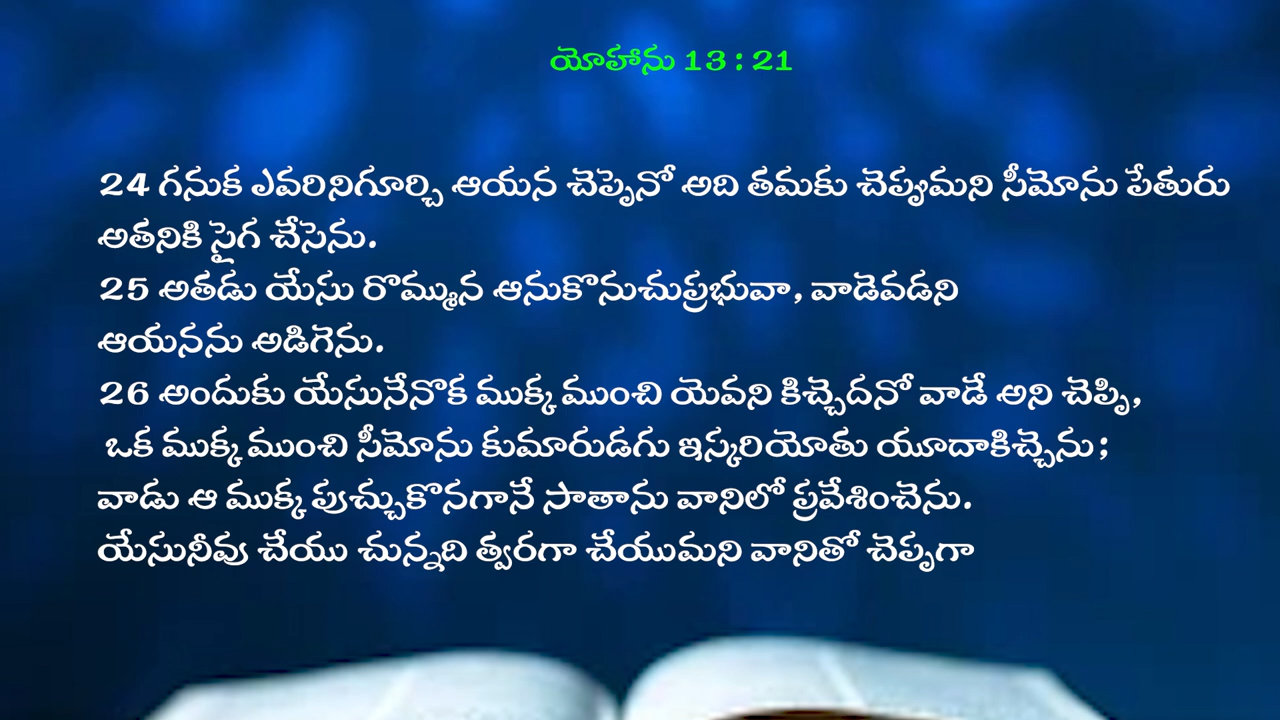 యోహాను 13 : 21
24 గనుక ఎవరినిగూర్చి ఆయన చెప్పెనో అది తమకు చెప్పుమని సీమోను పేతురు
అతనికి సైగ చేసెను.
25 అతడు యేసు రొమ్మున ఆనుకొనుచుప్రభువా, వాడెవడని
ఆయనను అడిగెను.
26 అందుకు యేసునేనొక ముక్క ముంచి యెవని కిచ్చెదనో వాడే అని చెప్పి,
ఒక ముక్క ముంచి సీమోను కుమారుడగు ఇస్కరియోతు యూదాకిచ్చెను;
వాడు ఆ ముక్క పుచ్చుకొనగానే సాతాను వానిలో ప్రవేశించెను.
యేసునీవు చేయు చున్నది త్వరగా చేయుమని వానితో చెప్పగా